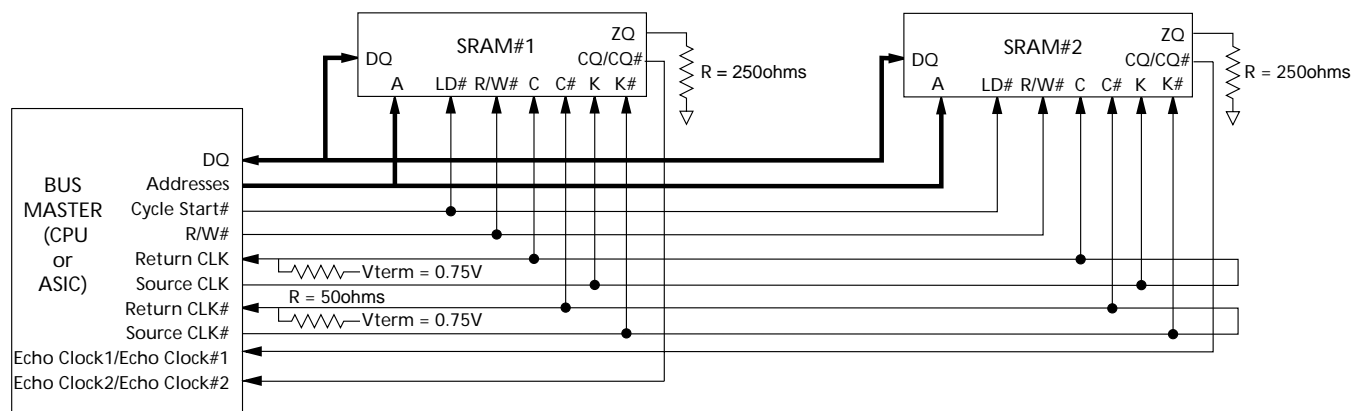 SRAM#1
ZQ
DQ
CQ/CQ#
A LD# R/W# C C# K K#
R = 250ohms
SRAM#2
ZQ
DQ
CQ/CQ#
A LD# R/W# C C# K K#
R = 250ohms
BUS
MASTER
(CPU
or
ASIC)
DQ
Addresses
Cycle Start#
R/W#
Return CLK
Source CLK
Return CLK#
Source CLK#
Echo Clock1/Echo Clock#1
Echo Clock2/Echo Clock#2
Vterm = 0.75V
R = 50ohms
Vterm = 0.75V